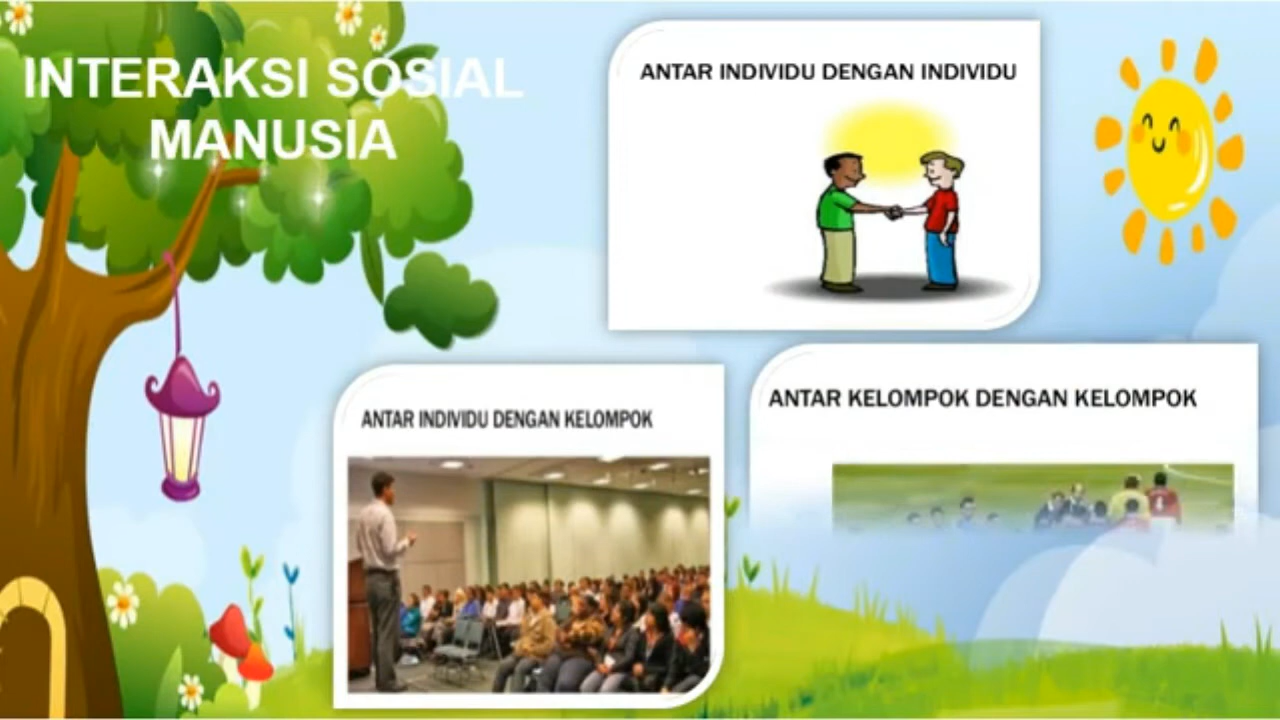 INTERAKSI SOSIAL
MANUSIA
ANTAR INDIVIDU DENGAN INDIVIDU
ANTAR INDIVIDU DENGAN KELOMPOK
ANTAR KELOMPOK DENGAN KELOMPOK